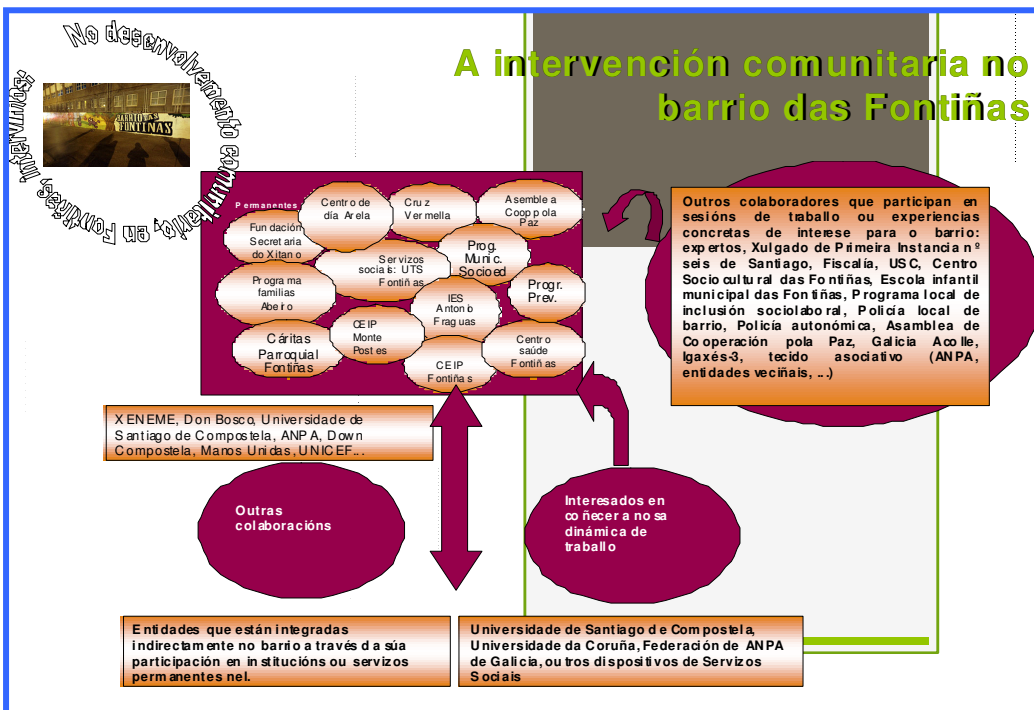 No desenvolvemento comunitario, en Fontiñas, intervimos:
BARRIO AS
FONTIÑAS
A intervención comunitaria no
barrio das Fontiñas
Permanentes
Centro de
día Arela
Cruz
Vermella
Asemblea
Coop pola
Paz
Fundación
Secretaria
do Xitano
Servizos
sociais: UTS
Fontiñas
Prog.
Munic.
Socioed
Programa
familias
Abeiro
IES
Antonio
Fraguas
Progr.
Prev.
Cáritas
Parroquial
Fontiñas
CEIP
Monte
Postes
CEIP
Fontiñas
Centro
saúde
Fontiñas
Outros colaboradores que participan en
sesións de traballo ou experiencias
concretas de interese para o barrio:
expertos, Xulgado de Primeira Instancia nº
seis de Santiago, Fiscalía, USC, Centro
Sociocultural das Fontiñas, Escola infantil
municipal das Fontiñas, Programa local de
inclusión sociolaboral, Policía local de
barrio, Policía autonómica, Asamblea de
Cooperación pola Paz, Galicia Acolle,
Igaxés-3, tecido asociativo (ANPA,
entidades veciñais, ...)
XENEME, Don Bosco, Universidade de
Santiago de Compostela, ANPA, Down
Compostela, Manos Unidas, UNICEF...
Outras
colaboracións
Interesados en
coñecer a nosa
dinámica de
traballo
Entidades que están integradas
indirectamente no barrio a través da súa
participación en institucións ou servizos
permanentes nel.
Universidade de Santiago de Compostela,
Universidade da Coruña, Federación de ANPA
de Galicia, outros dispositivos de Servizos
Sociais